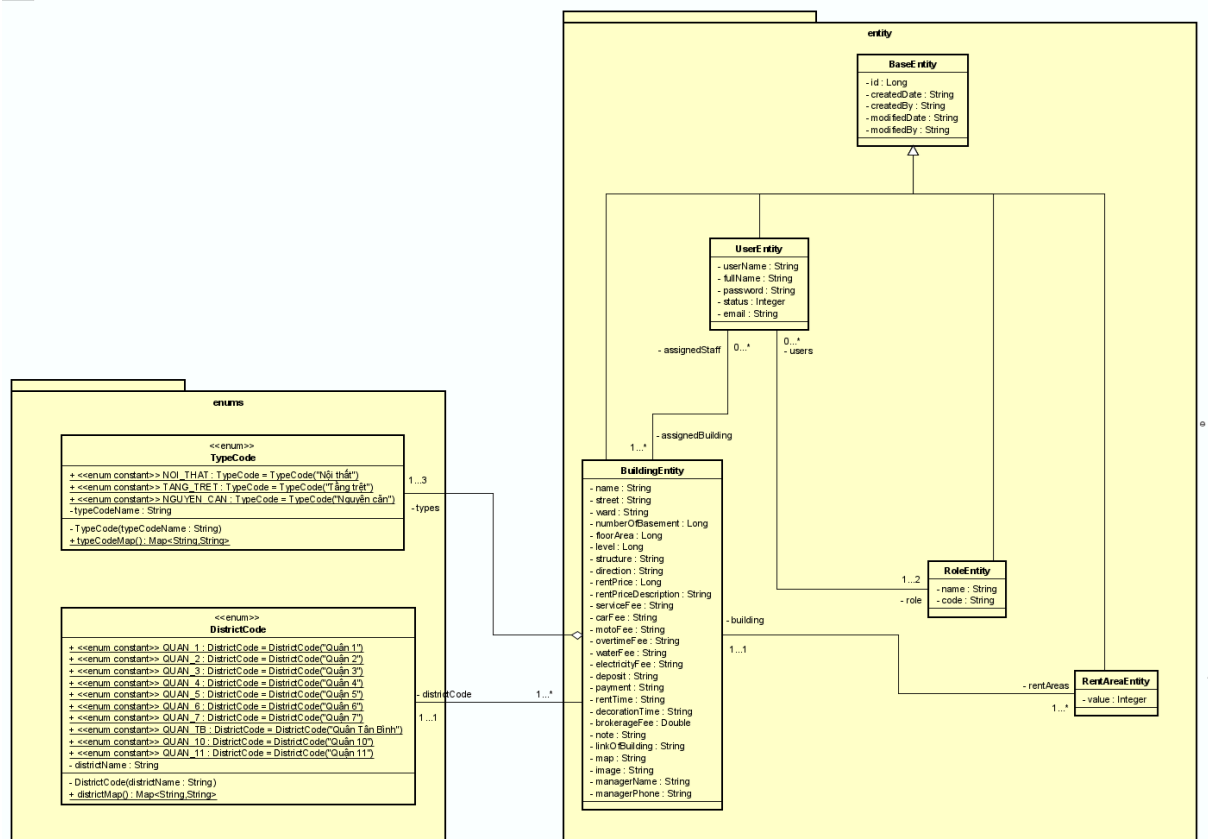 entity
BaseEntity
- id : Long
- createdDate : String
- createdBy : String
- modifiedDate : String
- modifiedBy : String
UserEntity
- userName : String
- fullName : String
- password : String
- status : Integer
- email : String
- assignedStaff
0...*
0...*
- users
- assignedBuilding
1...*
enums
<<enum>>
TypeCode
+ <<enum constant>> NOI_THAT : TypeCode = TypeCode("Nội thất")
+ <<enum constant>> TANG_TRET : TypeCode = TypeCode("Tầng trệt")
+ <<enum constant>> NGUYEN_CAN : TypeCode = TypeCode("Nguyên căn")
- typeCodeName : String
- TypeCode(typeCodeName : String)
+ typeCodeMap() : Map<String,String>
1...3
- types
<<enum>>
DistrictCode
+ <<enum constant>> QUAN_1 : DistrictCode = DistrictCode("Quận 1")
+ <<enum constant>> QUAN_2 : DistrictCode = DistrictCode("Quận 2")
+ <<enum constant>> QUAN_3 : DistrictCode = DistrictCode("Quận 3")
+ <<enum constant>> QUAN_4 : DistrictCode = DistrictCode("Quận 4")
+ <<enum constant>> QUAN_5 : DistrictCode = DistrictCode("Quận 5")
+ <<enum constant>> QUAN_6 : DistrictCode = DistrictCode("Quận 6")
+ <<enum constant>> QUAN_7 : DistrictCode = DistrictCode("Quận 7")
+ <<enum constant>> QUAN_TB : DistrictCode = DistrictCode("Quân Tân Bình")
+ <<enum constant>> QUAN_10 : DistrictCode = DistrictCode("Quân 10")
+ <<enum constant>> QUAN_11 : DistrictCode = DistrictCode("Quân 11")
- districtName : String
- DistrictCode(districtName : String)
+ districtMap() : Map<String,String>
- districtCode
1...1
1...*
BuildingEntity
- name : String
- street : String
- ward : String
- numberOfBasement : Long
- floorArea : Long
- level : Long
- structure : String
- direction : String
- rentPrice : Long
- rentPriceDescription : String
- serviceFee : String
- carFee : String
- motoFee : String
- overtimeFee : String
- waterFee : String
- electricityFee : String
- deposit : String
- payment : String
- rentTime : String
- decorationTime : String
- brokerageFee : Double
- note : String
- linkOfBuilding : String
- map : String
- image : String
- managerName : String
- managerPhone : String
1...2
- role
RoleEntity
- name : String
- code : String
- building
1...1
- rentAreas
1...*
RentAreaEntity
- value : Integer